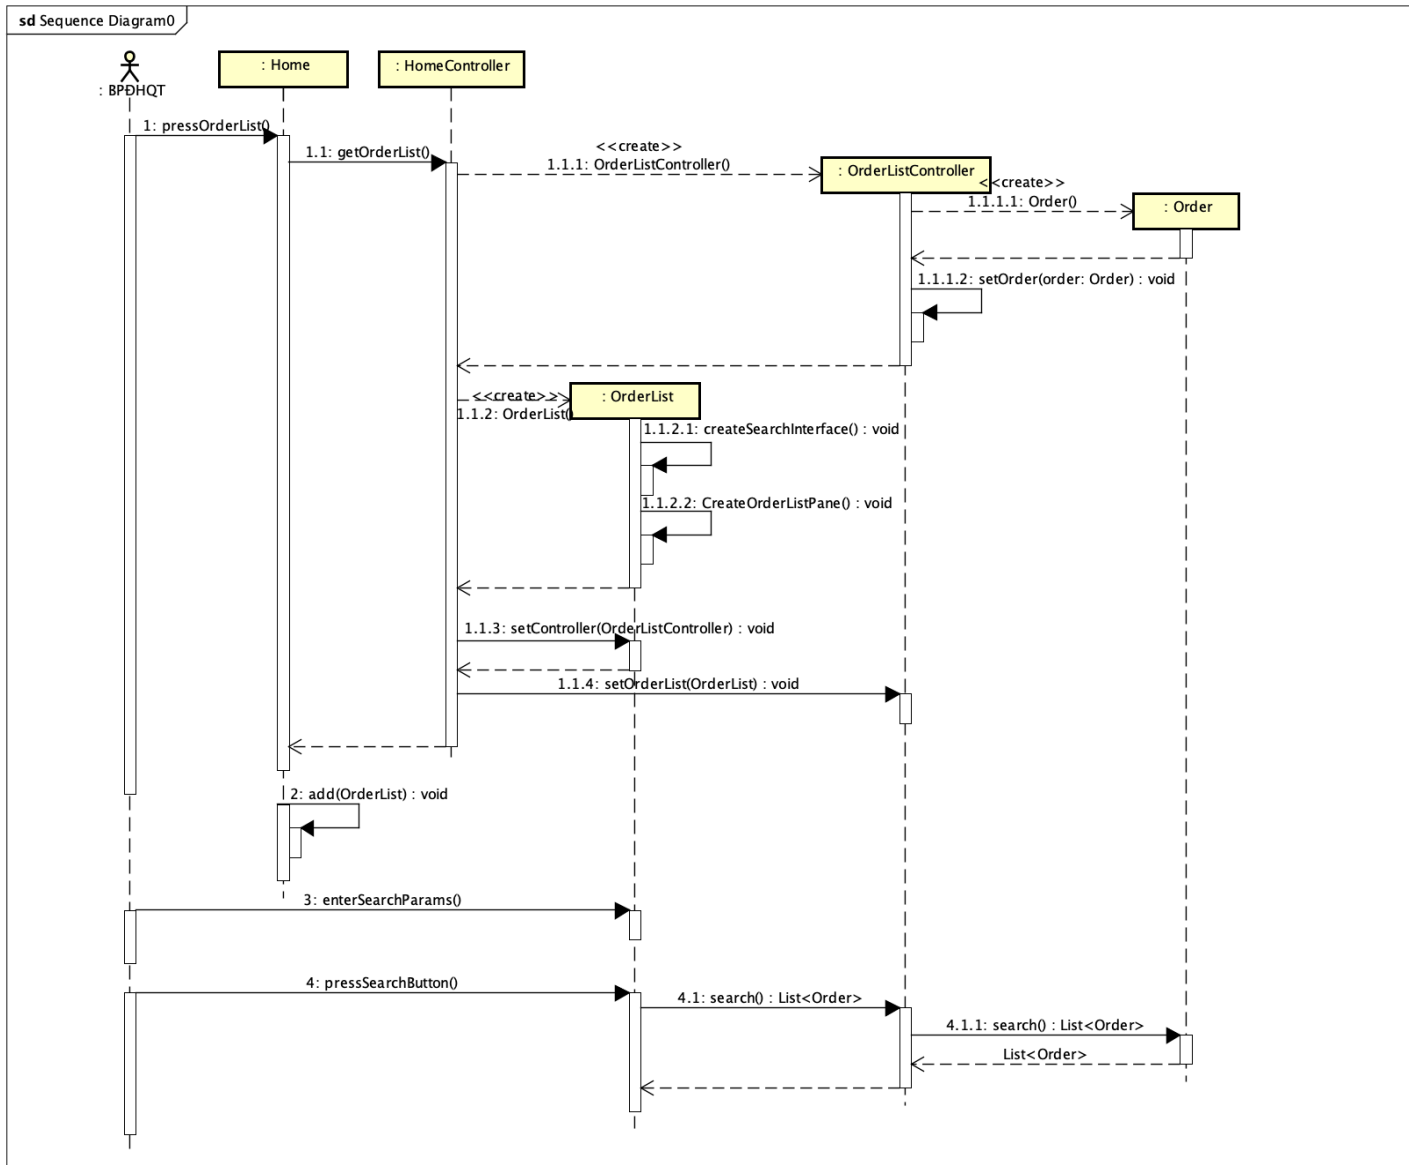 sd Sequence Diagram0
: BPĐHQT
: Home
: HomeController
1: pressOrderList()
1.1: getOrderList()
<<create>>
1.1.1: OrderListController()
: OrderListController
<<create>>
1.1.1.1: Order()
: Order
1.1.1.2: setOrder(order: Order) : void
<<create>>
1.1.2: OrderList()
: OrderList
1.1.2.1: createSearchInterface() : void
1.1.2.2: CreateOrderListPane() : void
1.1.3: setController(OrderListController) : void
1.1.4: setOrderList(OrderList) : void
2: add(OrderList) : void
3: enterSearchParams()
4: pressSearchButton()
4.1: search() : List<Order>
4.1.1: search() : List<Order>
List<Order>